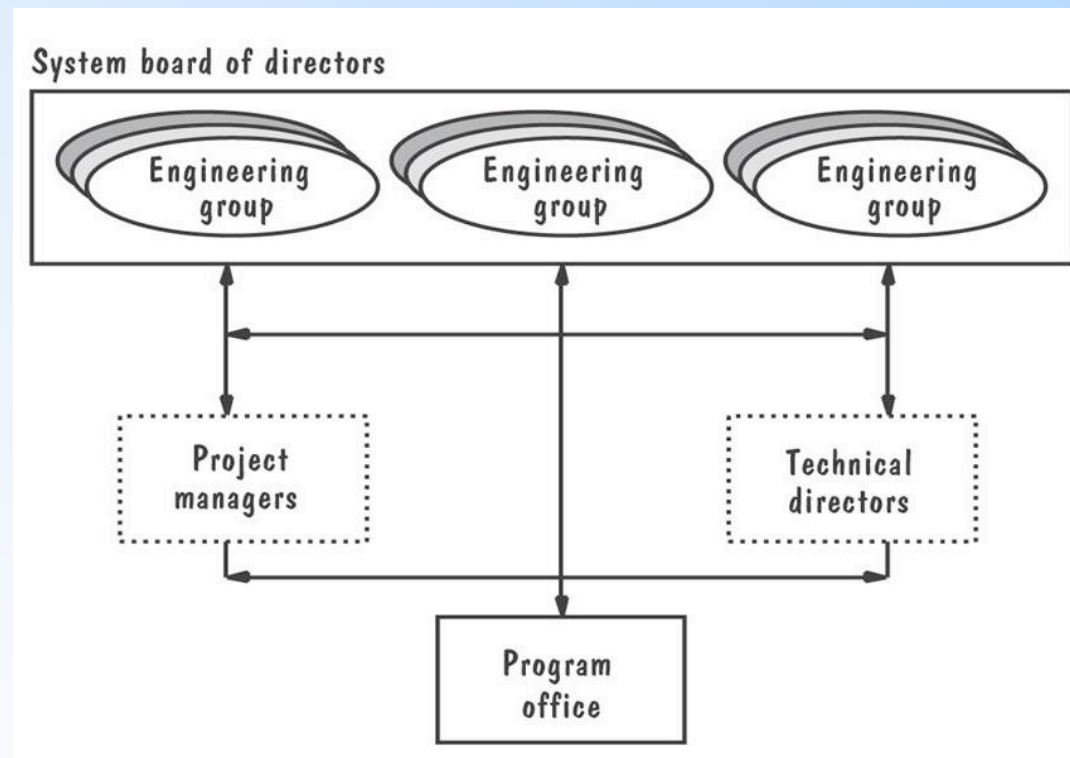 System board of directors
Engineering
group
Engineering
group
Engineering
group
Project
managers
Technical
directors
Program
office